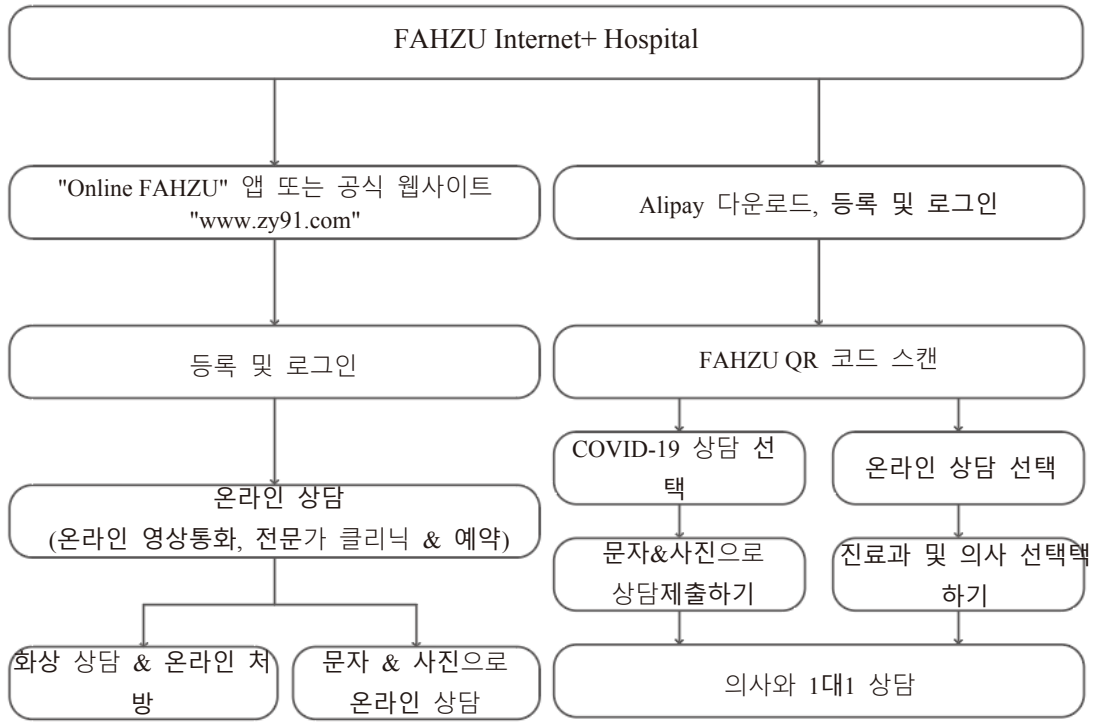 FAHZU Internet+ Hospital
"Online FAHZU" 앱 또는 공식 웹사이트
"www.zy91.com"
Alipay 다운로드, 등록 및 로그인
등록 및 로그인
FAHZU QR 코드 스캔
COVID-19 상담 선
택
온라인 상담 선택
온라인 상담
(온라인 영상통화, 전문가 클리닉 & 예약)
문자&사진으로
상담제출하기
진료과 및 의사 선택택
하기
화상 상담 & 온라인 처
방
문자 & 사진으로
온라인 상담
의사와 1대1 상담